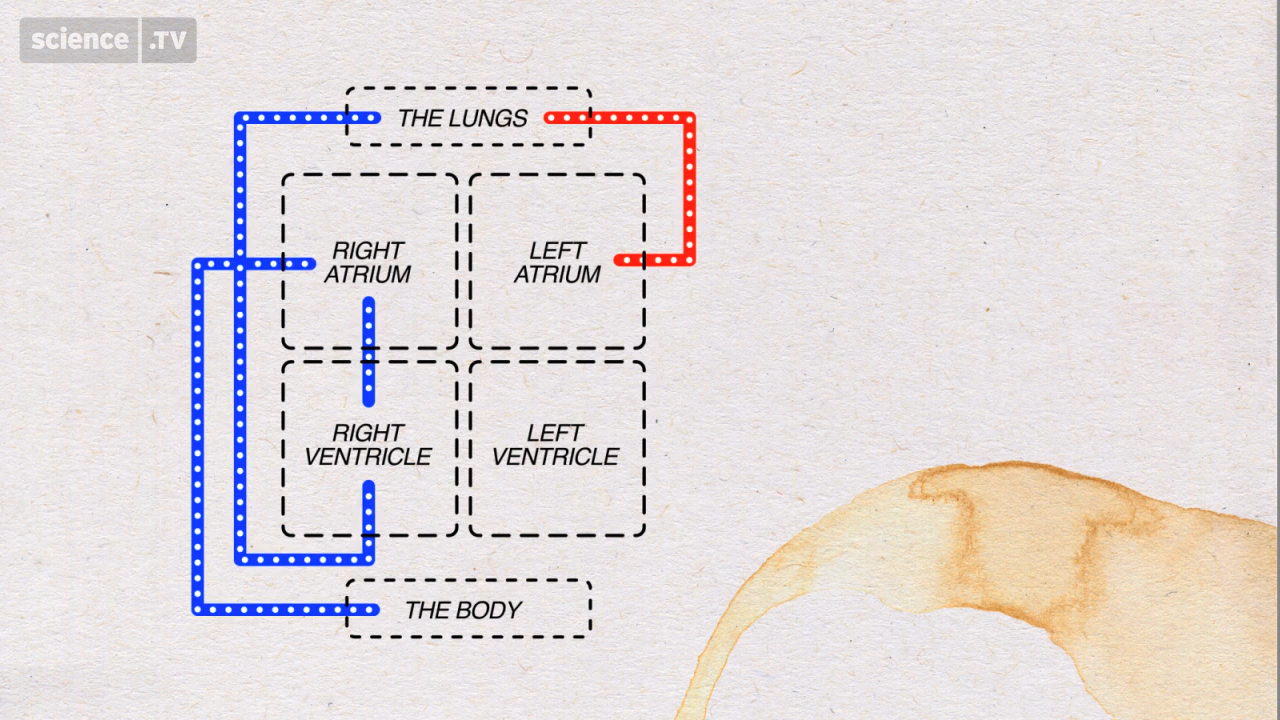 science .TV
THE LUNGS
RIGHT
ATRIUM
LEFT
ATRIUM
RIGHT
VENTRICLE
LEFT
VENTRICLE
THE BODY